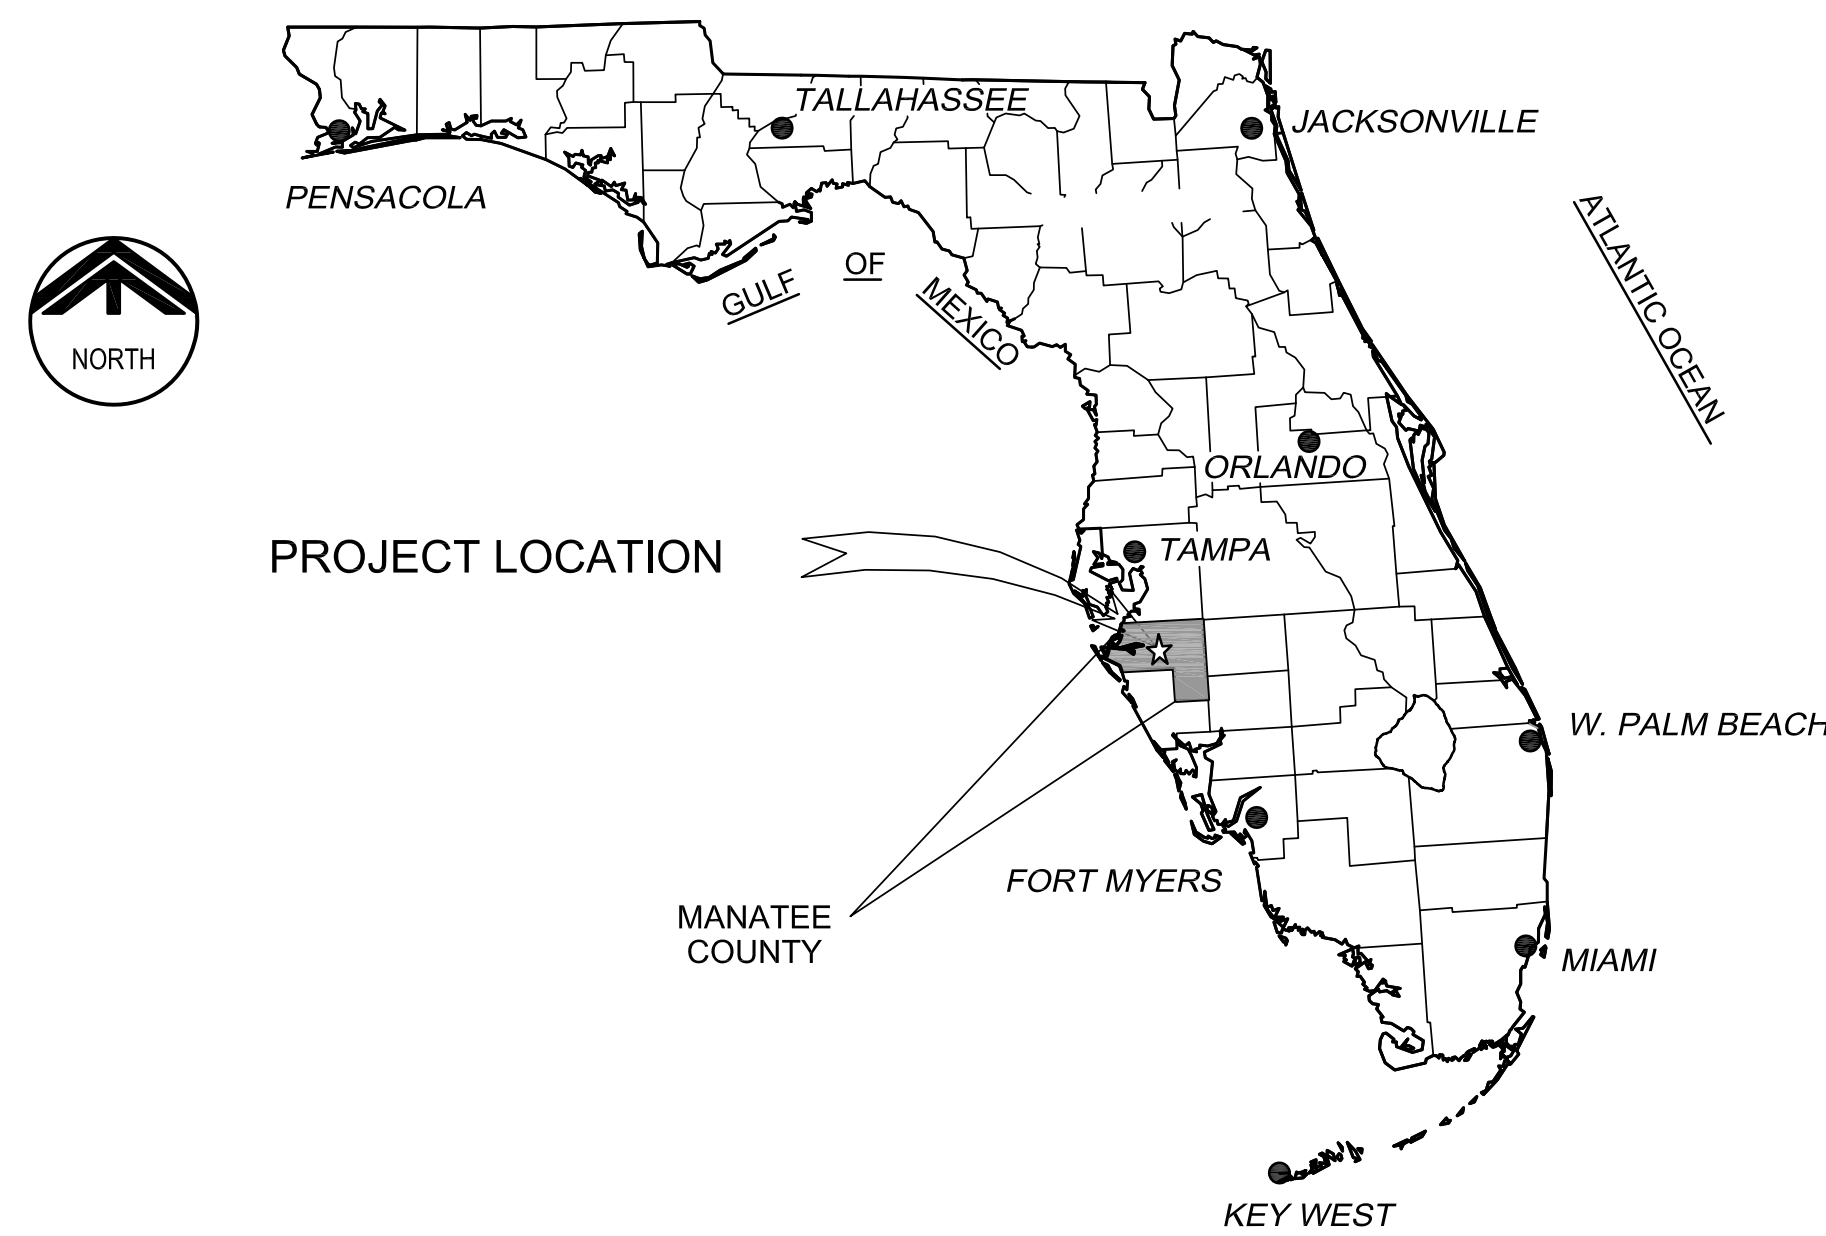 TALLAHASSEE
JACKSONVILLE
PENSACOLA
ATLANTIC OCEAN
GULF OF MEXICO
NORTH
ORLANDO
PROJECT LOCATION
TAMPA
W. PALM BEACH
FORT MYERS
MANATEE
COUNTY
MIAMI
KEY WEST